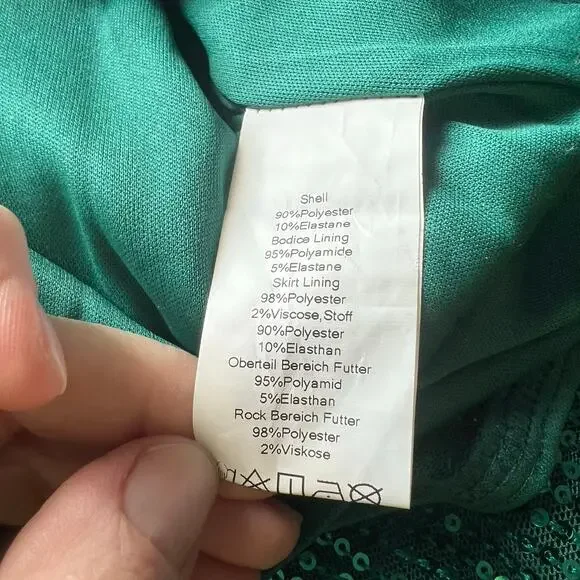 Shell
90%Polyester
10%Elastane
Bodice Lining
95%Polyamide
5%Elastane
Skirt Lining
98%Polyester
2%Viscose,Stoff
90%Polyester
10%Elasthan
Oberteil Bereich Futter
95%Polyamid
5%Elasthan
Rock Bereich Futter
98%Polyester
2%Viskose